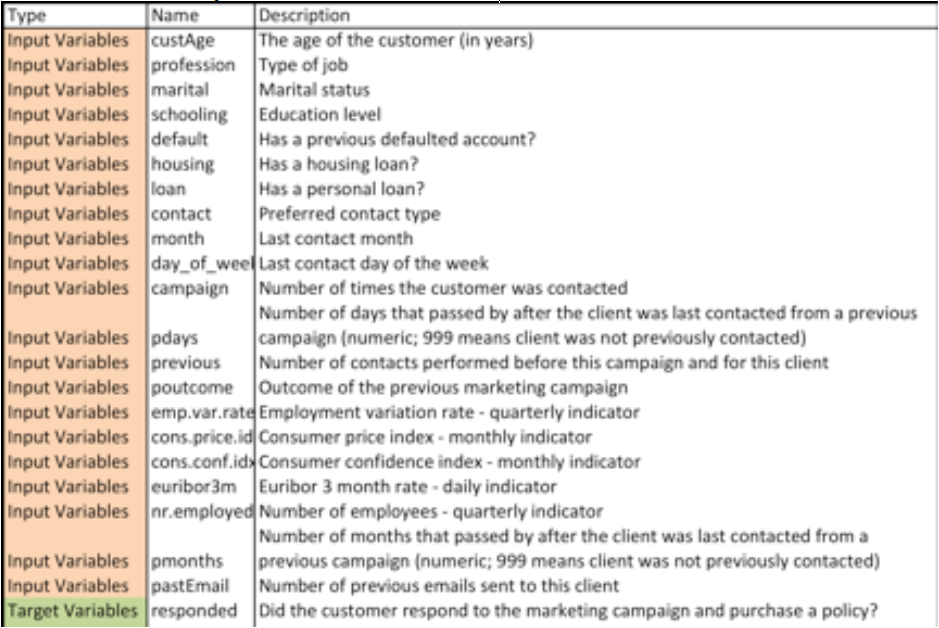 Type Name Description
Input Variables custAge The age of the customer (in years)
Input Variables profession Type of job
Input Variables marital Marital status
Input Variables schooling Education level
Input Variables default Has a previous defaulted account?
Input Variables housing Has a housing loan?
Input Variables loan Has a personal loan?
Input Variables contact Preferred contact type
Input Variables month Last contact month
Input Variables day_of_weel Last contact day of the week
Input Variables campaign Number of times the customer was contacted
Number of days that passed by after the client was last contacted from a previous
Input Variables pdays campaign (numeric; 999 means client was not previously contacted)
Input Variables previous Number of contacts performed before this campaign and for this client
Input Variables poutcome Outcome of the previous marketing campaign
Input Variables emp.var.rate Employment variation rate - quarterly indicator
Input Variables cons.price.id Consumer price index - monthly indicator
Input Variables cons.conf.idx Consumer confidence index - monthly indicator
Input Variables euribor3m Euribor 3 month rate - daily indicator
Input Variables nr.employed Number of employees - quarterly indicator
Number of months that passed by after the client was last contacted from a
Input Variables pmonths previous campaign (numeric; 999 means client was not previously contacted)
Input Variables pastEmail Number of previous emails sent to this client
Target Variables responded Did the customer respond to the marketing campaign and purchase a policy?